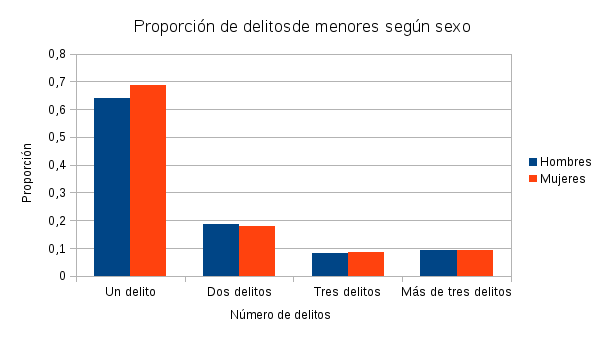 Proporción de delitosde menores según sexo
0,8
0,7
0,6
0,5
0,4
0,3
0,2
0,1
0
Proporción
Un delito
Dos delitos
Tres delitos
Más de tres delitos
Número de delitos
Hombres
Mujeres